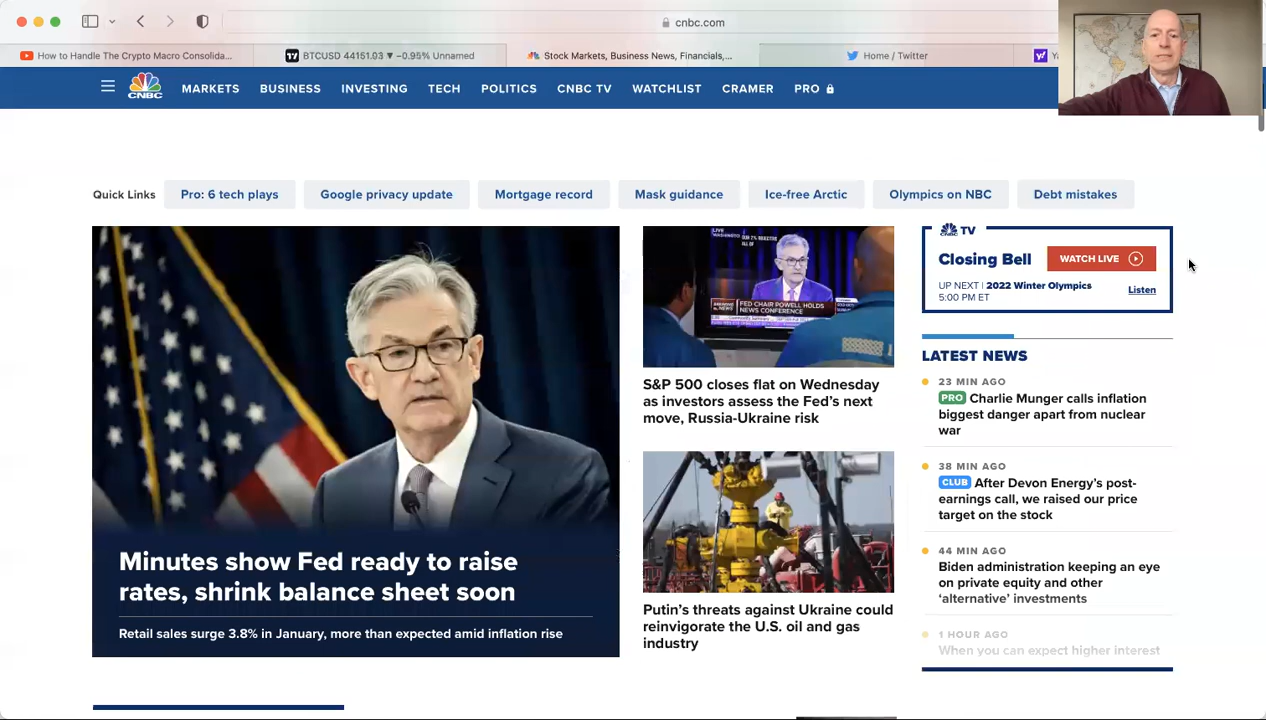 cnbc.com
How to Handle The Crypto Macro Consolida...
BTCUSD 44151.03 ▼ −0.95% Unnamed
Stock Markets, Business News, Financials,...
Home / Twitter
CNBC
MARKETS
BUSINESS
INVESTING
TECH
POLITICS
CNBC TV
WATCHLIST
CRAMER
PRO
Quick Links
Pro: 6 tech plays
Google privacy update
Mortgage record
Mask guidance
Ice-free Arctic
Olympics on NBC
Debt mistakes
Minutes show Fed ready to raise
rates, shrink balance sheet soon
Retail sales surge 3.8% in January, more than expected amid inflation rise
LIVE
FED CHAIR POWELL HOLDS
NEWS CONFERENCE
S&P 500 closes flat on Wednesday
as investors assess the Fed's next
move, Russia-Ukraine risk
Putin's threats against Ukraine could
reinvigorate the U.S. oil and gas
industry
CNBC TV
Closing Bell
WATCH LIVE
UP NEXT | 2022 Winter Olympics
5:00 PM ET
Listen
LATEST NEWS
23 MIN AGO
PRO Charlie Munger calls inflation
biggest danger apart from nuclear
war
38 MIN AGO
CLUB After Devon Energy's post-
earnings call, we raised our price
target on the stock
44 MIN AGO
Biden administration keeping an eye
on private equity and other
‘alternative’ investments
1 HOUR AGO
When you can expect higher interest